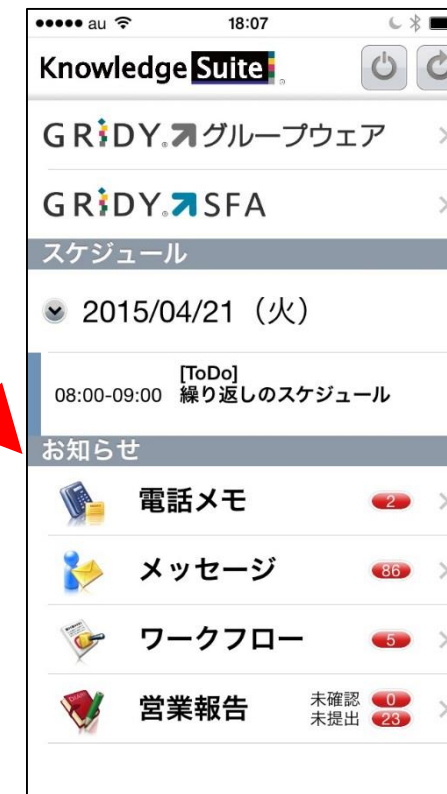 au 18:07
Knowledge Suite
GRiDY. グループウェア
GRiDY. SFA
スケジュール
2015/04/21（火）
[ToDo]
08:00-09:00 繰り返しのスケジュール
お知らせ
電話メモ 2
メッセージ 86
ワークフロー 5
営業報告 未確認 0
未提出 23